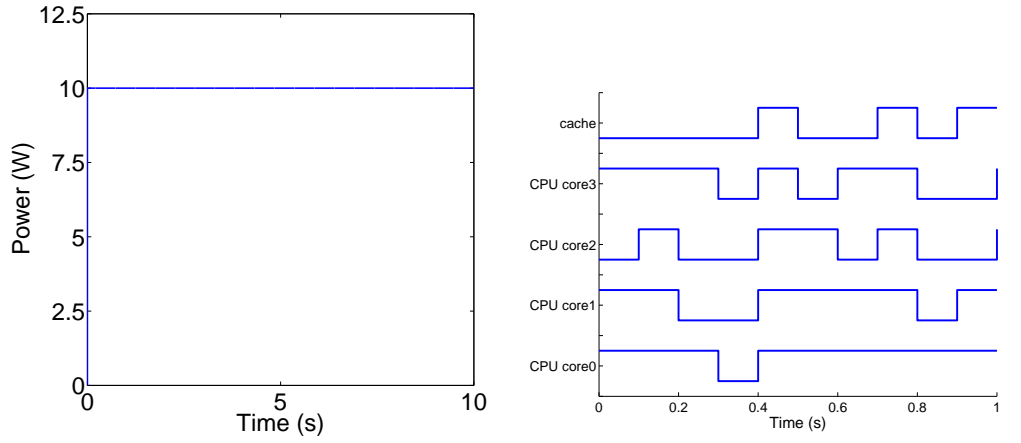 12.5
10
7.5
5
2.5
0
Power (W)
0 5 10
Time (s)
cache
CPU core3
CPU core2
CPU core1
CPU core0
0 0.2 0.4 0.6 0.8 1
Time (s)